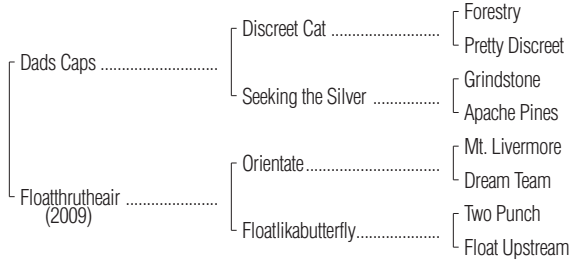 Forestry
Discreet Cat ........................
Pretty Discreet
Dads Caps ..........................
Grindstone
Seeking the Silver ...............
Apache Pines
Mt. Livermore
Orientate..............................
Dream Team
Floatthrutheair ....................
(2009)
Two Punch
Floatlikabutterfly...................
Float Upstream